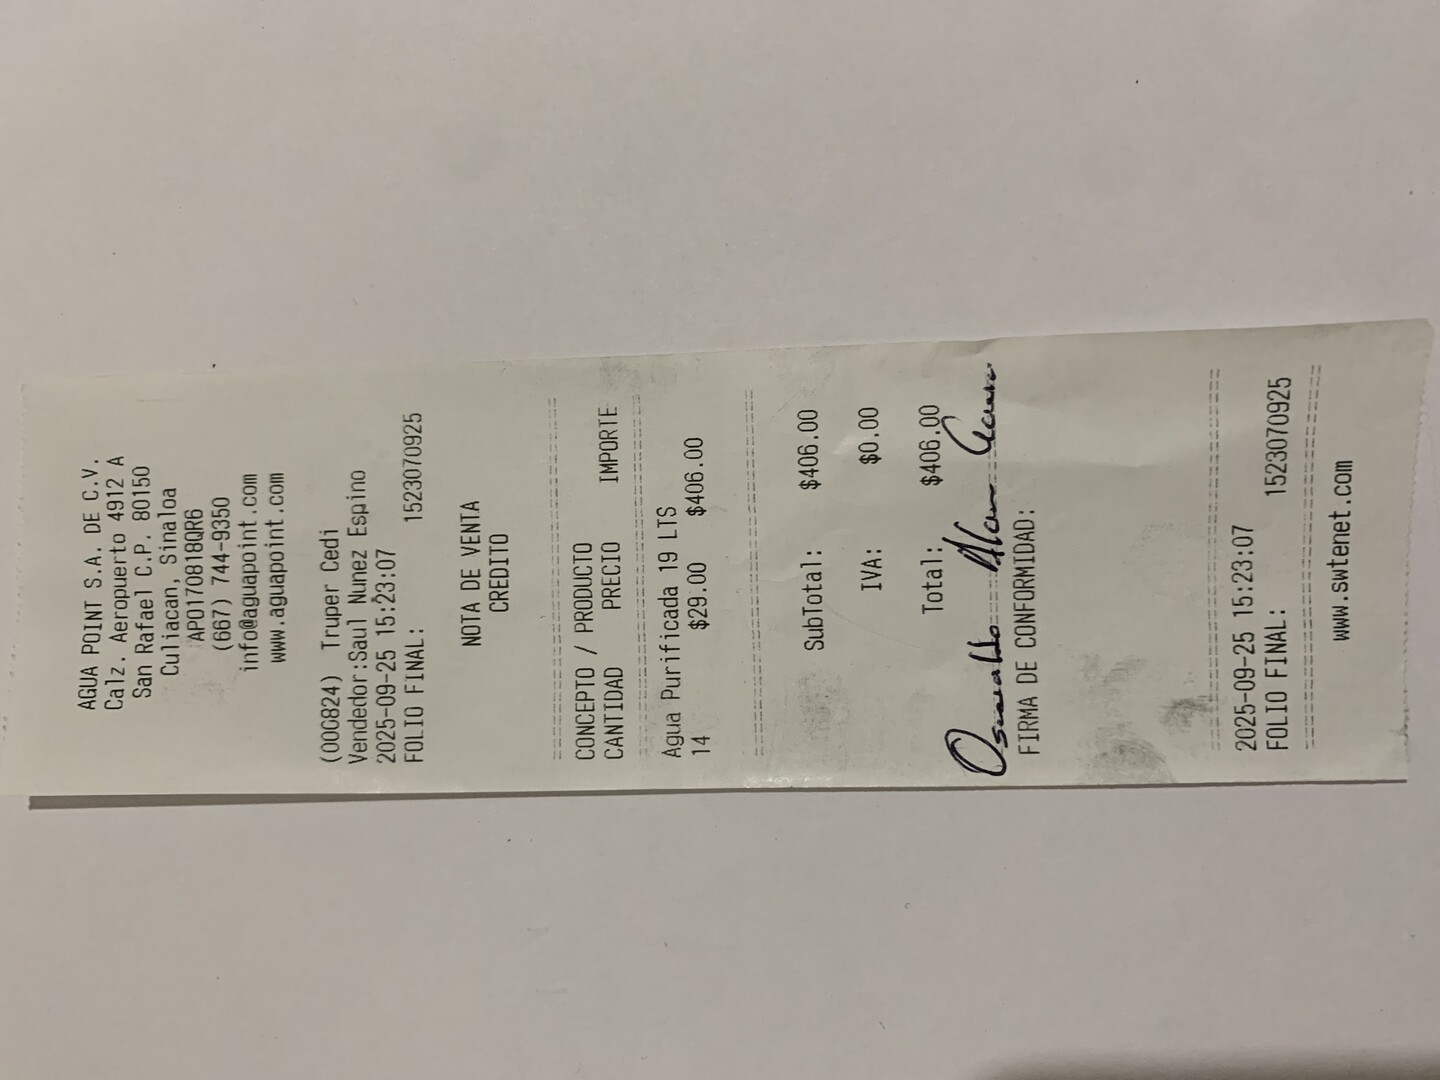 AGUA POINT S.A. DE C.V.
Calz. Aeropuerto 4912 A
San Rafael C.P. 80150
Culiacan, Sinaloa
APO170818QR6
(667) 744-9350
info@aguapoint.com
www.aguapoint.com
(000824) Truper Cedi
Vendedor:Saul Nunez Espino
2025-09-25 15:23:07
FOLIO FINAL: 1523070925
NOTA DE VENTA
CREDITO
CONCEPTO / PRODUCTO
CANTIDAD PRECIO IMPORTE
Agua Purificada 19 LTS
14 $29.00 $406.00
SubTotal: $406.00
IVA: $0.00
Total: $406.00
Osvaldo Alan
FIRMA DE CONFORMIDAD:
2025-09-25 15:23:07
FOLIO FINAL: 1523070925
www.swtenet.com